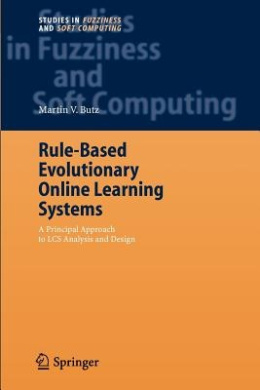 STUDIES IN FUZZINESS
AND SOFT COMPUTING
Studies
in Fuzziness
and
Soft Computing
Martin V. Butz
Rule-Based
Evolutionary
Online Learning
Systems
A Principal Approach
to LCS Analysis and Design
Springer